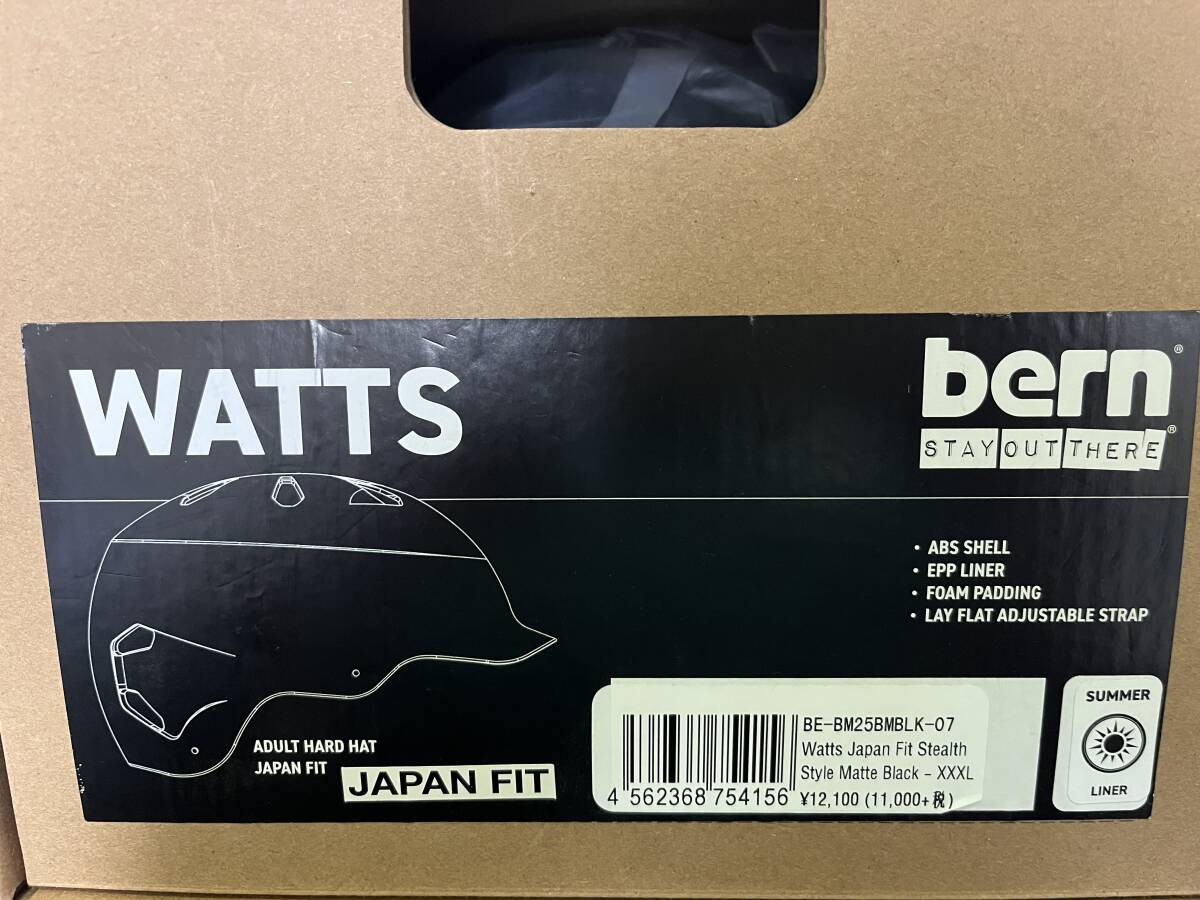 WATTS
bern®
STAY OUT THERE®
• ABS SHELL
• EPP LINER
• FOAM PADDING
• LAY FLAT ADJUSTABLE STRAP
ADULT HARD HAT
JAPAN FIT
JAPAN FIT
BE-BM25BMBLK-07
Watts Japan Fit Stealth
Style Matte Black - XXXL
¥12,100 (11,000+税)
4 562368 754156
SUMMER
LINER